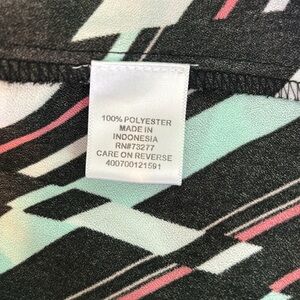 100% POLYESTER
MADE IN
INDONESIA
RN#73277
CARE ON REVERSE
400700121591